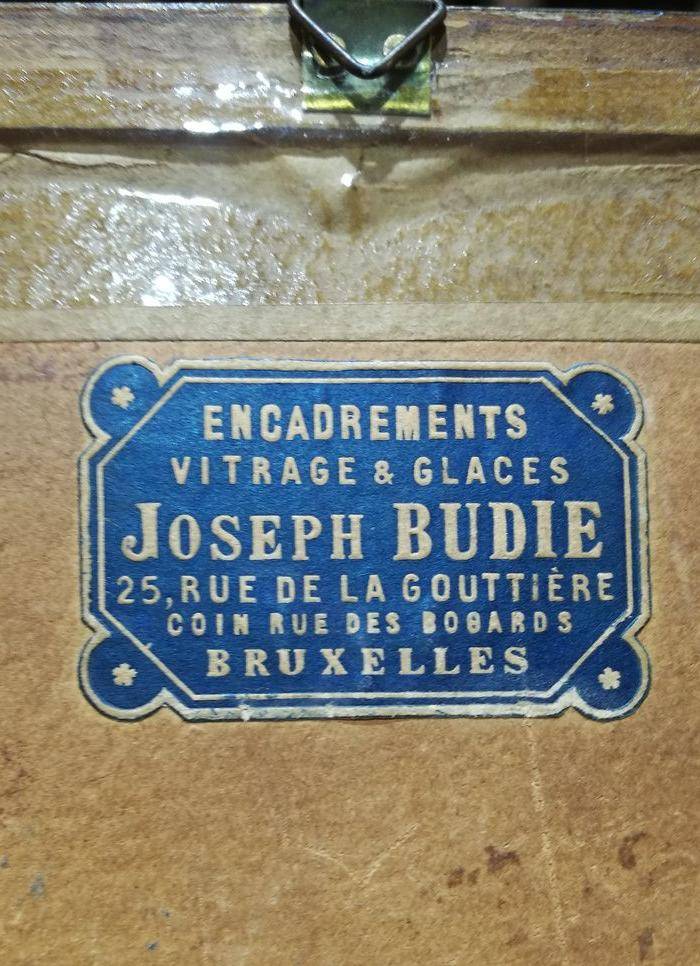 ENCADREMENTS
VITRAGE & GLACES
JOSEPH BUDIE
25, RUE DE LA GOUTTIÈRE
COIN RUE DES BOGARDS
BRUXELLES